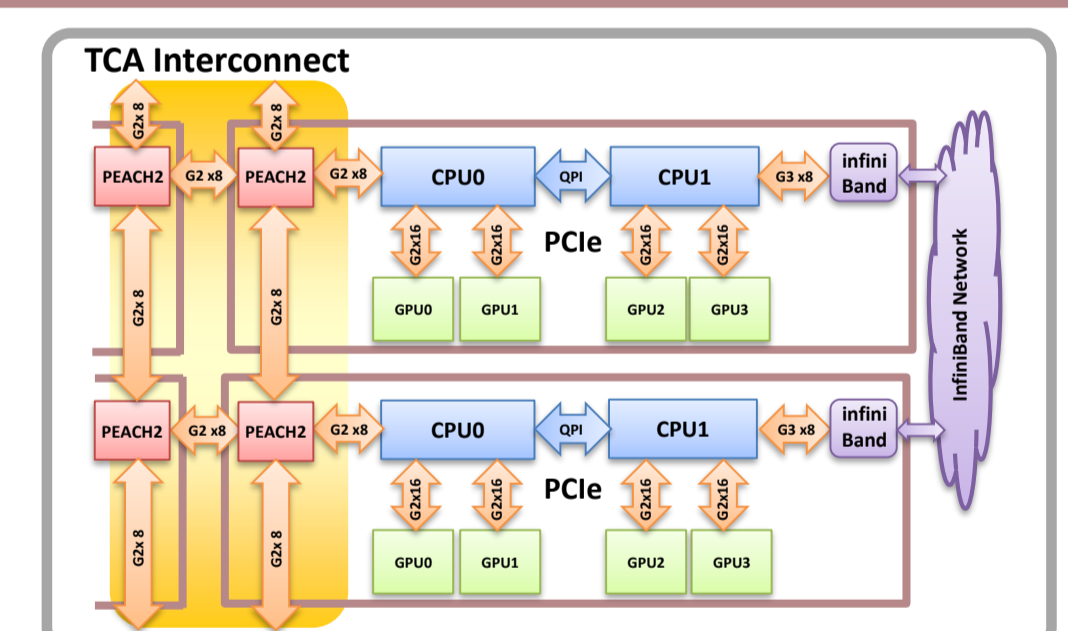 TCA Interconnect
G2x 8
G2x 8
PEACH2
G2 x8
PEACH2
G2 x8
CPU0
QPI
CPU1
G3 x8
infini
Band
G2x16
G2x16
PCIe
G2x16
G2x16
G2x 8
G2x 8
GPU0
GPU1
GPU2
GPU3
InfiniBand Network
PEACH2
G2 x8
PEACH2
G2 x8
CPU0
QPI
CPU1
G3 x8
infini
Band
G2x16
G2x16
PCIe
G2x16
G2x16
G2x 8
G2x 8
GPU0
GPU1
GPU2
GPU3